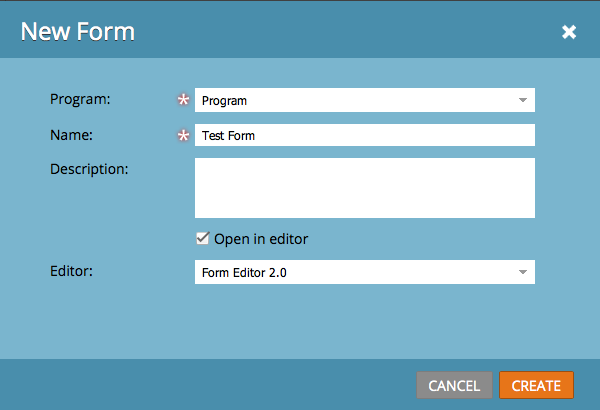 New Form
Program: * Program
Name: * Test Form
Description:
Open in editor
Editor: Form Editor 2.0
CANCEL CREATE